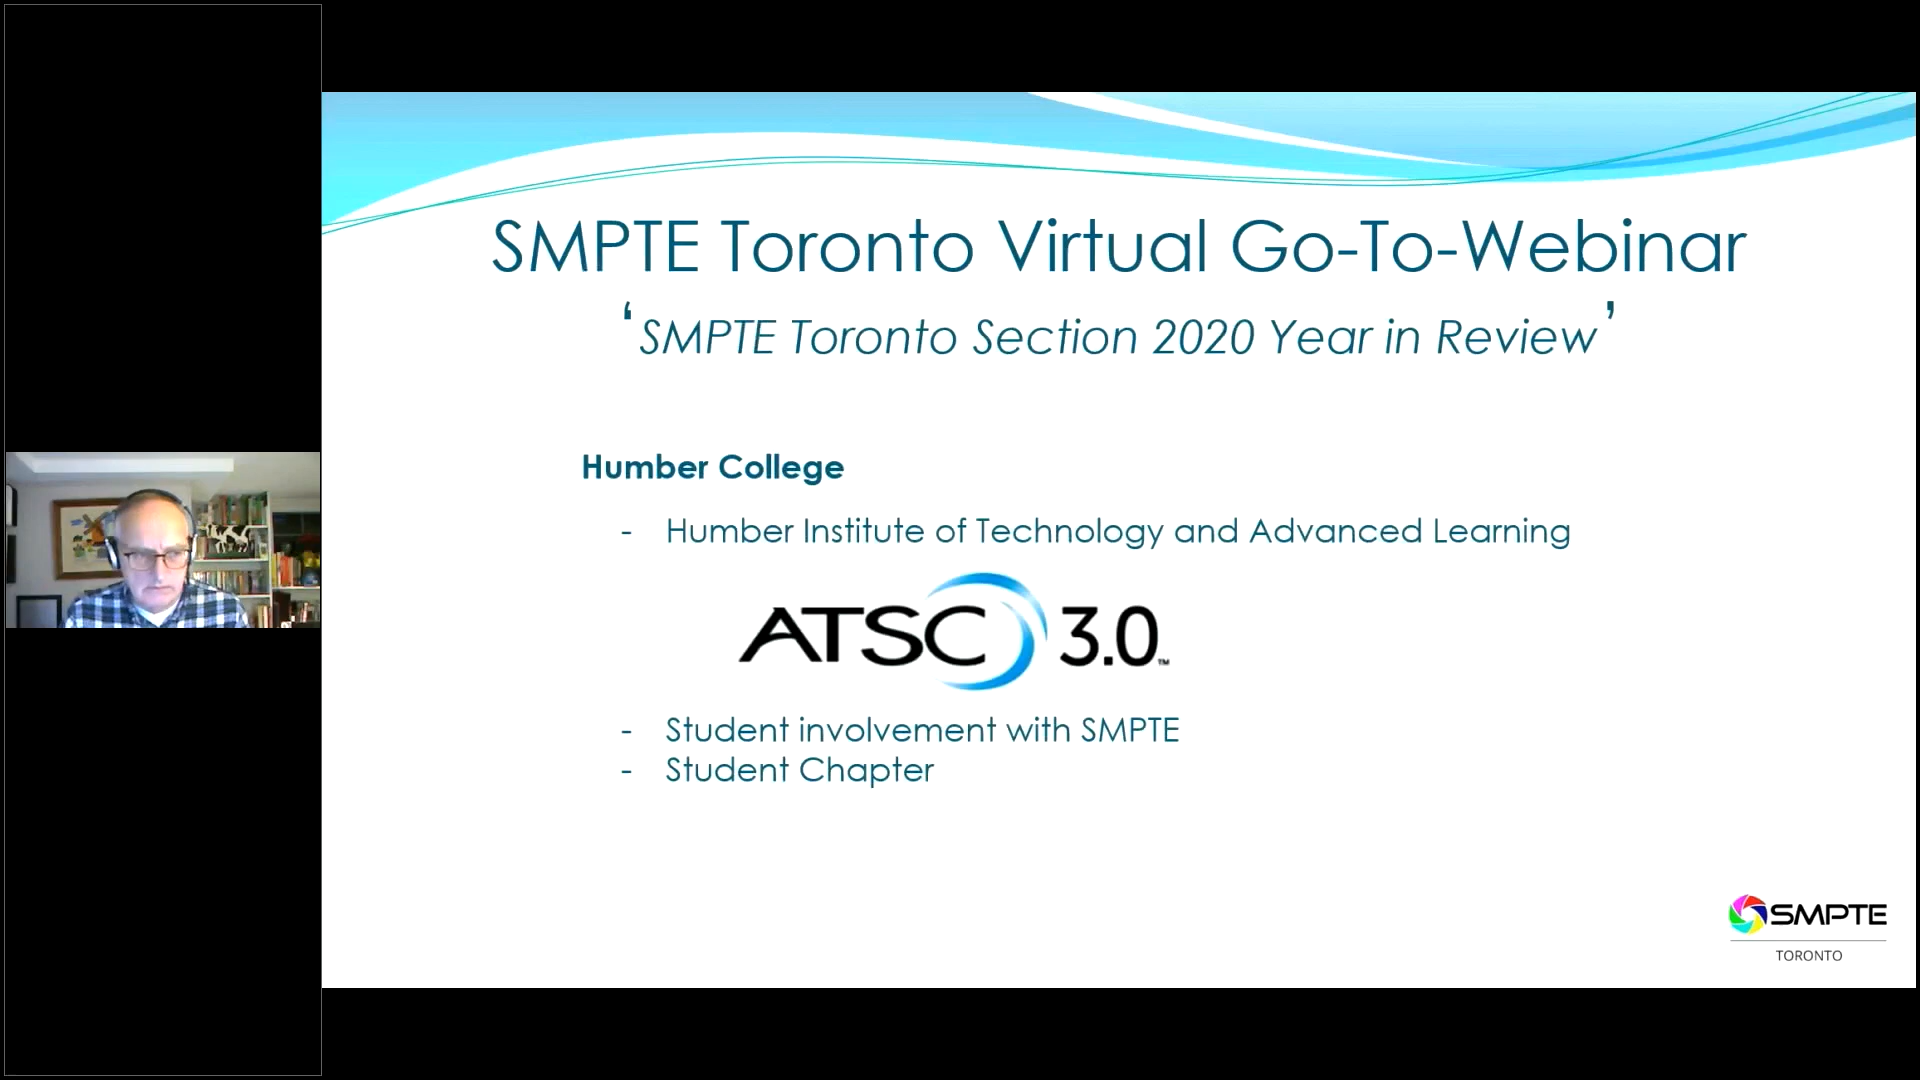 SMPTE Toronto Virtual Go-To-Webinar
‘SMPTE Toronto Section 2020 Year in Review’
Humber College
- Humber Institute of Technology and Advanced Learning
ATSC 3.0™
- Student involvement with SMPTE
- Student Chapter
SMPTE
TORONTO